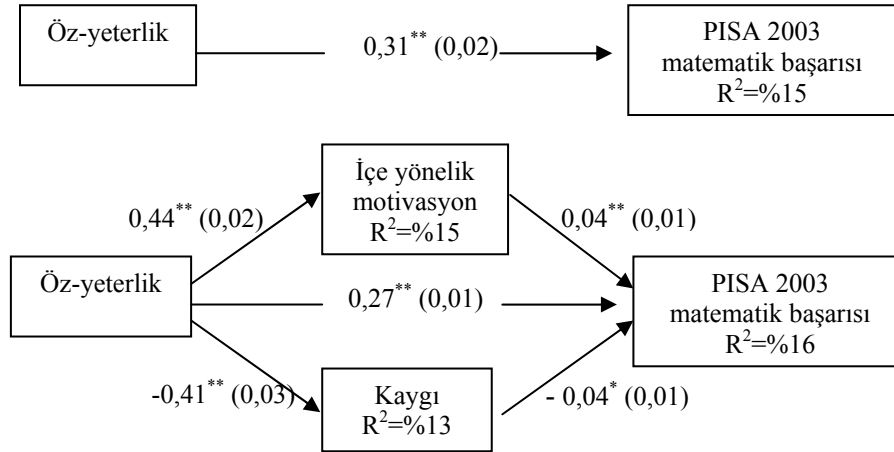 Öz-yeterlik
0,31** (0,02)
PISA 2003
matematik başarısı
R²=%15
İçe yönelik
motivasyon
R²=%15
0,44** (0,02)
0,04** (0,01)
Öz-yeterlik
0,27** (0,01)
PISA 2003
matematik başarısı
R²=%16
-0,41** (0,03)
Kaygı
R²=%13
- 0,04* (0,01)